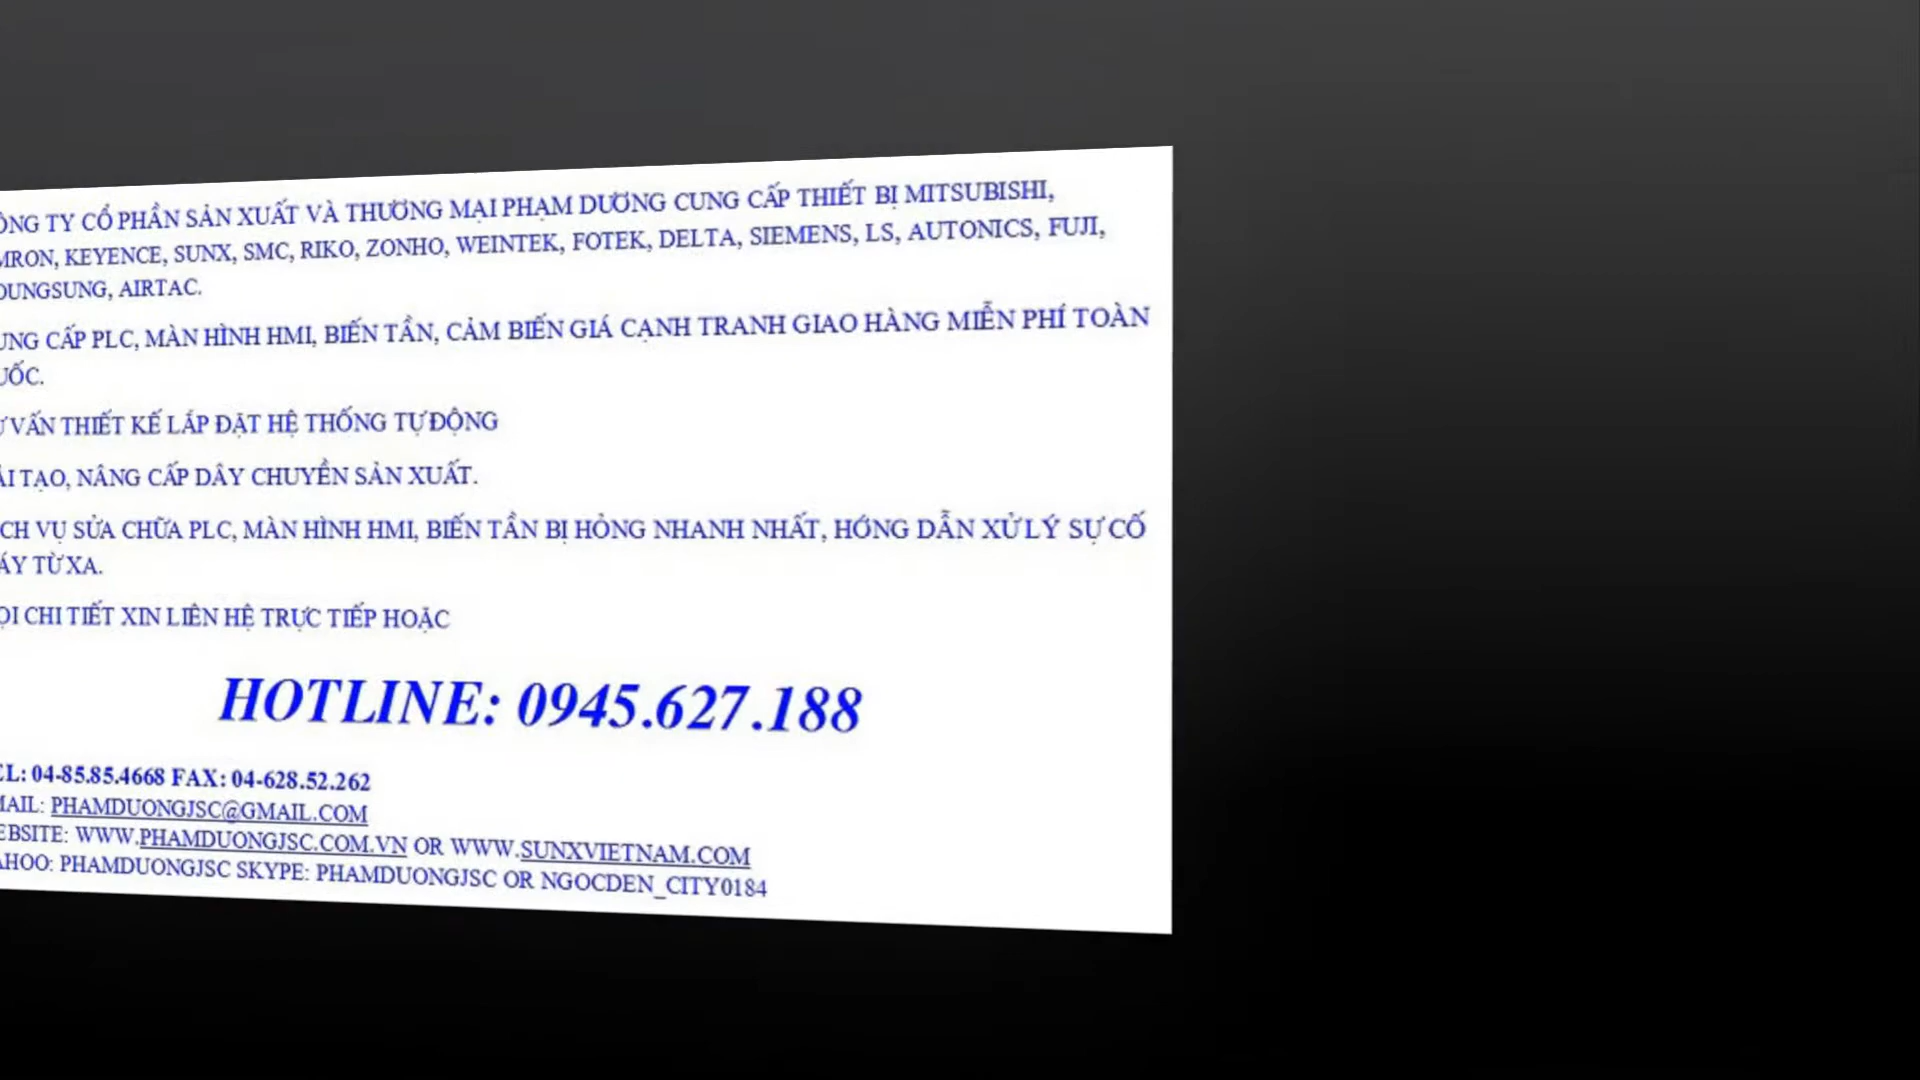 ÔNG TY CỔ PHẦN SẢN XUẤT VÀ THƯƠNG MẠI PHẠM DƯƠNG CUNG CẤP THIẾT BỊ MITSUBISHI,
MRON, KEYENCE, SUNX, SMC, RIKO, ZONHO, WEINTEK, FOTEK, DELTA, SIEMENS, LS, AUTONICS, FUJI,
OUNGSUNG, AIRTAC.
UNG CẤP PLC, MÀN HÌNH HMI, BIẾN TẦN, CẢM BIẾN GIÁ CẠNH TRANH GIAO HÀNG MIỄN PHÍ TOÀN
UỐC.
Ư VẤN THIẾT KẾ LẮP ĐẶT HỆ THỐNG TỰ ĐỘNG
ẢI TẠO, NÂNG CẤP DÂY CHUYỀN SẢN XUẤT.
CH VỤ SỬA CHỮA PLC, MÀN HÌNH HMI, BIẾN TẦN BỊ HỎNG NHANH NHẤT, HỚNG DẪN XỬ LÝ SỰ CỐ
ÁY TỪ XA.
ỌI CHI TIẾT XIN LIÊN HỆ TRỰC TIẾP HOẶC
HOTLINE: 0945.627.188
EL: 04-85.85.4668 FAX: 04-628.52.262
MAIL: PHAMDUONGJSC@GMAIL.COM
EBSITE: WWW.PHAMDUONGJSC.COM.VN OR WWW.SUNXVIETNAM.COM
AHOO: PHAMDUONGJSC SKYPE: PHAMDUONGJSC OR NGOCDEN_CITY0184